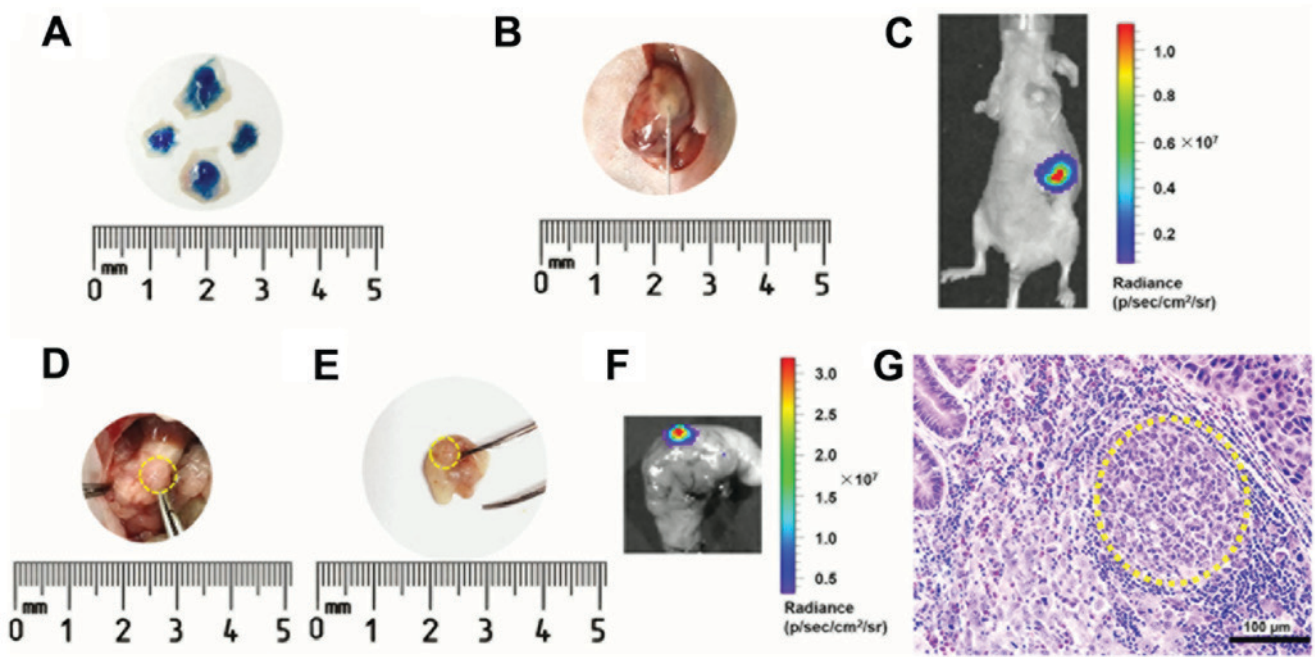 A
B
C
1.0
0.8
0.6 ×10⁷
0.4
0.2
Radiance
(p/sec/cm²/sr)
mm
0 1 2 3 4 5
mm
0 1 2 3 4 5
D
E
F
G
3.0
2.5
2.0
×10⁷
1.5
1.0
0.5
Radiance
(p/sec/cm²/sr)
mm
0 1 2 3 4 5
mm
0 1 2 3 4 5
100 µm